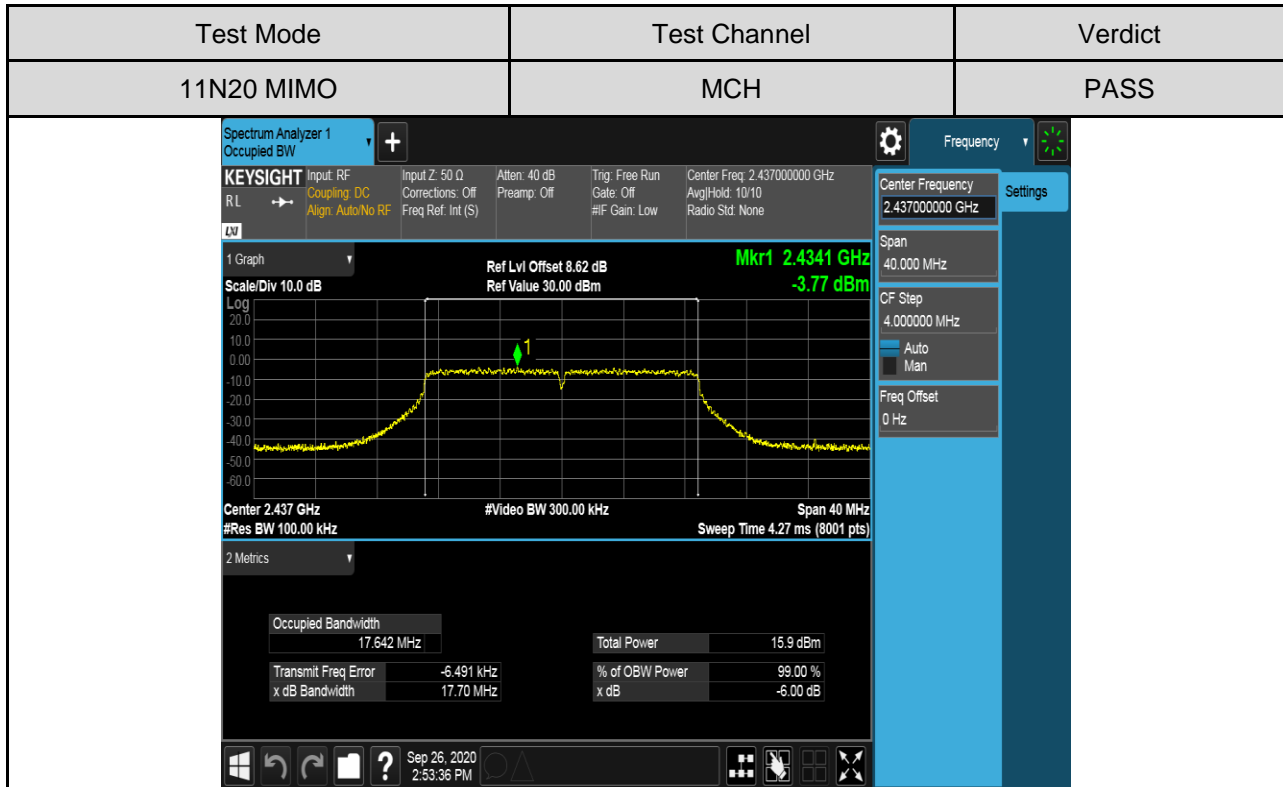 Test Mode Test Channel Verdict
11N20 MIMO MCH PASS
Spectrum Analyzer 1
Occupied BW
+
Frequency
KEYSIGHT
RL
LXI
Input: RF
Coupling: DC
Align: Auto/No RF
Input Z: 50 Ω
Corrections: Off
Freq Ref: Int (S)
Atten: 40 dB
Preamp: Off
Trig: Free Run
Gate: Off
#IF Gain: Low
Center Freq: 2.437000000 GHz
Avg|Hold: 10/10
Radio Std: None
Center Frequency
2.437000000 GHz
Settings
Span
40.000 MHz
CF Step
4.000000 MHz
Auto
Man
Freq Offset
0 Hz
1 Graph
Scale/Div 10.0 dB
Ref Lvl Offset 8.62 dB
Ref Value 30.00 dBm
Mkr1 2.4341 GHz
-3.77 dBm
Log
20.0
10.0
0.00
-10.0
-20.0
-30.0
-40.0
-50.0
-60.0
1
Center 2.437 GHz #Video BW 300.00 kHz Span 40 MHz
#Res BW 100.00 kHz Sweep Time 4.27 ms (8001 pts)
2 Metrics
Occupied Bandwidth
17.642 MHz
Total Power 15.9 dBm
Transmit Freq Error -6.491 kHz % of OBW Power 99.00 %
x dB Bandwidth 17.70 MHz x dB -6.00 dB
?
Sep 26, 2020
2:53:36 PM